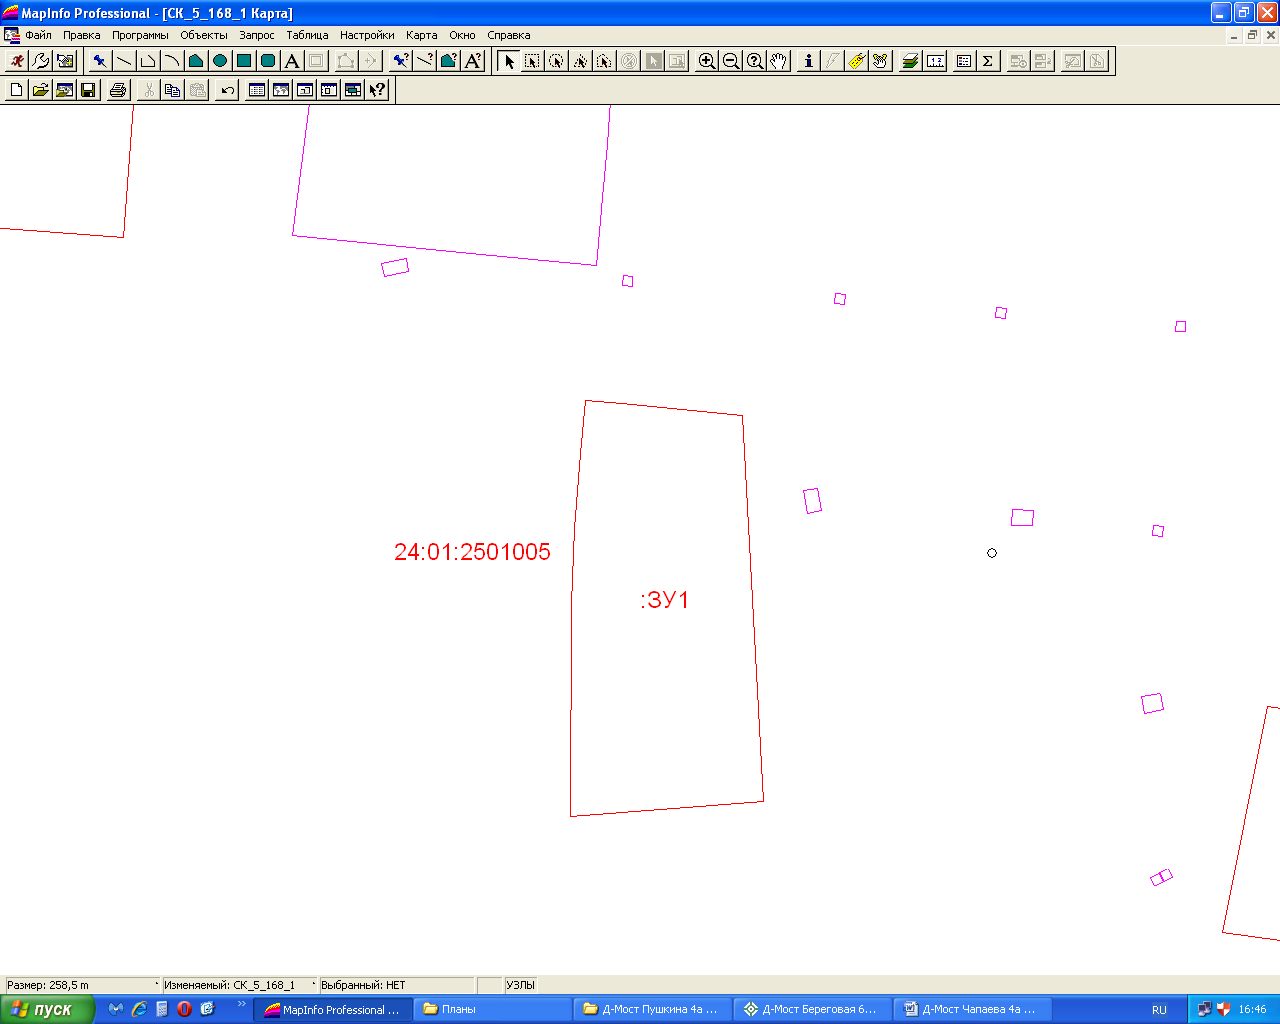 MapInfo Professional - [СК_5_168_1 Карта]
Файл Правка Программы Объекты Запрос Таблица Настройки Карта Окно Справка
24:01:2501005
:ЗУ1
Размер: 258,5 m Изменяемый: СК_5_168_1 Выбранный: НЕТ УЗЛЫ
пуск MapInfo Professional ... Планы Д-Мост Пушкина 4а ... Д-Мост Береговая 6... Д-Мост Чапаева 4а ... RU 16:46